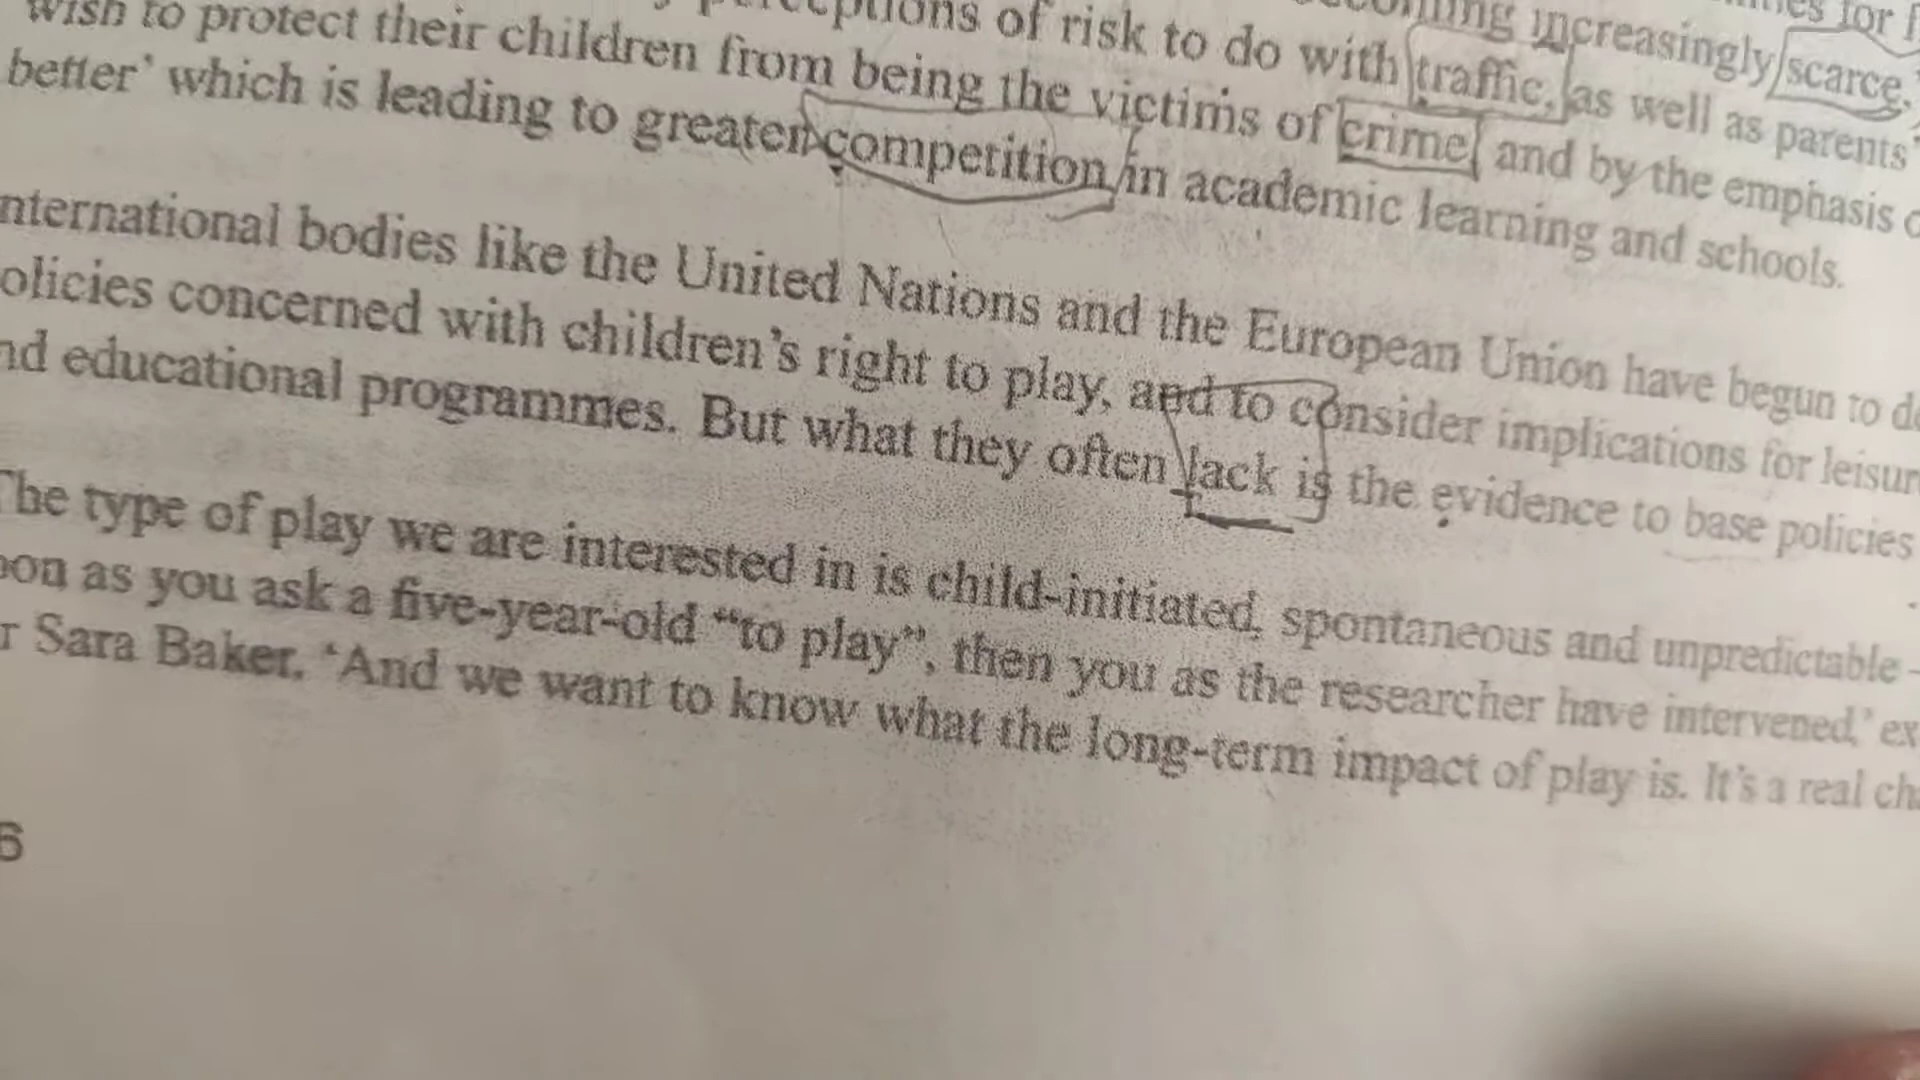 of risk to do with traffic, as well as parents'
increasingly scarce,
wish to protect their children from being the victims of crime, and by the emphasis
better' which is leading to greater competition in academic learning and schools.
nternational bodies like the United Nations and the European Union have begun to d
olicies concerned with children's right to play, and to consider implications for leisur
nd educational programmes. But what they often lack is the evidence to base policies
The type of play we are interested in is child-initiated, spontaneous and unpredictable –
oon as you ask a five-year-old "to play", then you as the researcher have intervened,' ex
r Sara Baker. 'And we want to know what the long-term impact of play is. It's a real ch
6